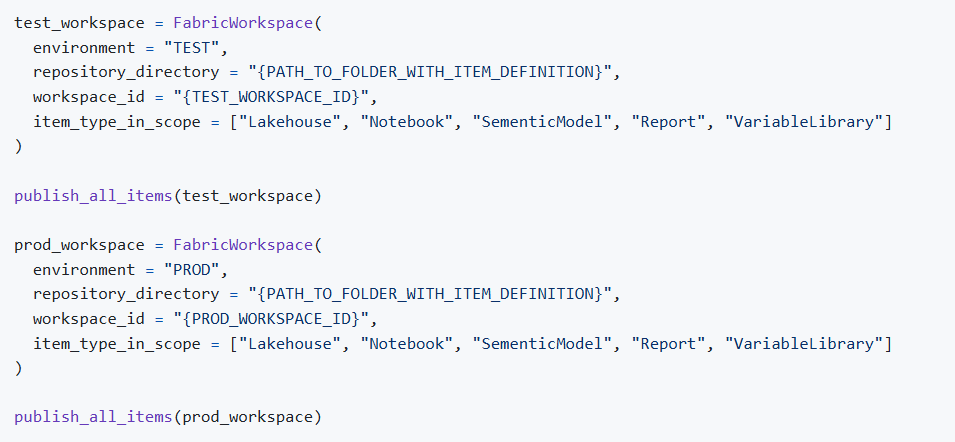 test_workspace = FabricWorkspace(
  environment = "TEST",
  repository_directory = "{PATH_TO_FOLDER_WITH_ITEM_DEFINITION}",
  workspace_id = "{TEST_WORKSPACE_ID}",
  item_type_in_scope = ["Lakehouse", "Notebook", "SementicModel", "Report", "VariableLibrary"]
)

publish_all_items(test_workspace)

prod_workspace = FabricWorkspace(
  environment = "PROD",
  repository_directory = "{PATH_TO_FOLDER_WITH_ITEM_DEFINITION}",
  workspace_id = "{PROD_WORKSPACE_ID}",
  item_type_in_scope = ["Lakehouse", "Notebook", "SementicModel", "Report", "VariableLibrary"]
)

publish_all_items(prod_workspace)